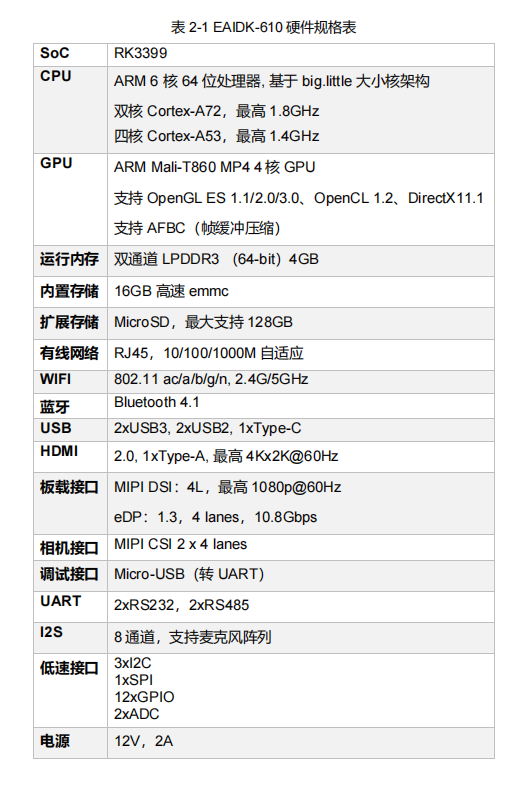 表 2-1 EAIDK-610 硬件规格表
SoC RK3399
CPU ARM 6 核 64 位处理器, 基于 big.little 大小核架构
双核 Cortex-A72，最高 1.8GHz
四核 Cortex-A53，最高 1.4GHz
GPU ARM Mali-T860 MP4 4 核 GPU
支持 OpenGL ES 1.1/2.0/3.0、OpenCL 1.2、DirectX11.1
支持 AFBC（帧缓冲压缩）
运行内存 双通道 LPDDR3 （64-bit）4GB
内置存储 16GB 高速 emmc
扩展存储 MicroSD，最大支持 128GB
有线网络 RJ45，10/100/1000M 自适应
WIFI 802.11 ac/a/b/g/n, 2.4G/5GHz
蓝牙 Bluetooth 4.1
USB 2xUSB3, 2xUSB2, 1xType-C
HDMI 2.0, 1xType-A, 最高 4Kx2K@60Hz
板载接口 MIPI DSI：4L，最高 1080p@60Hz
eDP：1.3，4 lanes，10.8Gbps
相机接口 MIPI CSI 2 x 4 lanes
调试接口 Micro-USB（转 UART）
UART 2xRS232，2xRS485
I2S 8 通道，支持麦克风阵列
低速接口 3xI2C
1xSPI
12xGPIO
2xADC
电源 12V，2A